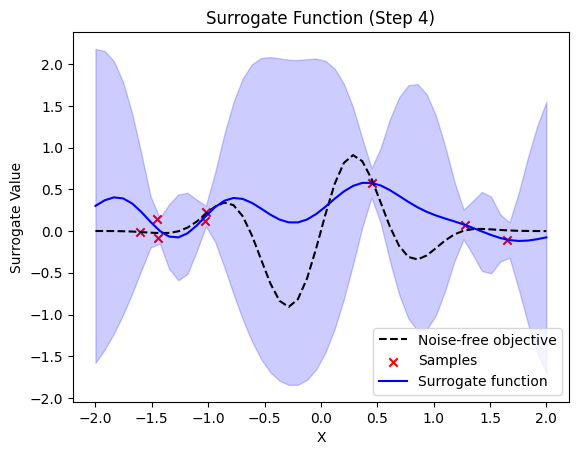 Surrogate Function (Step 4)
Surrogate Value
2.0
1.5
1.0
0.5
0.0
−0.5
−1.0
−1.5
−2.0
Noise-free objective
Samples
Surrogate function
−2.0 −1.5 −1.0 −0.5 0.0 0.5 1.0 1.5 2.0
X